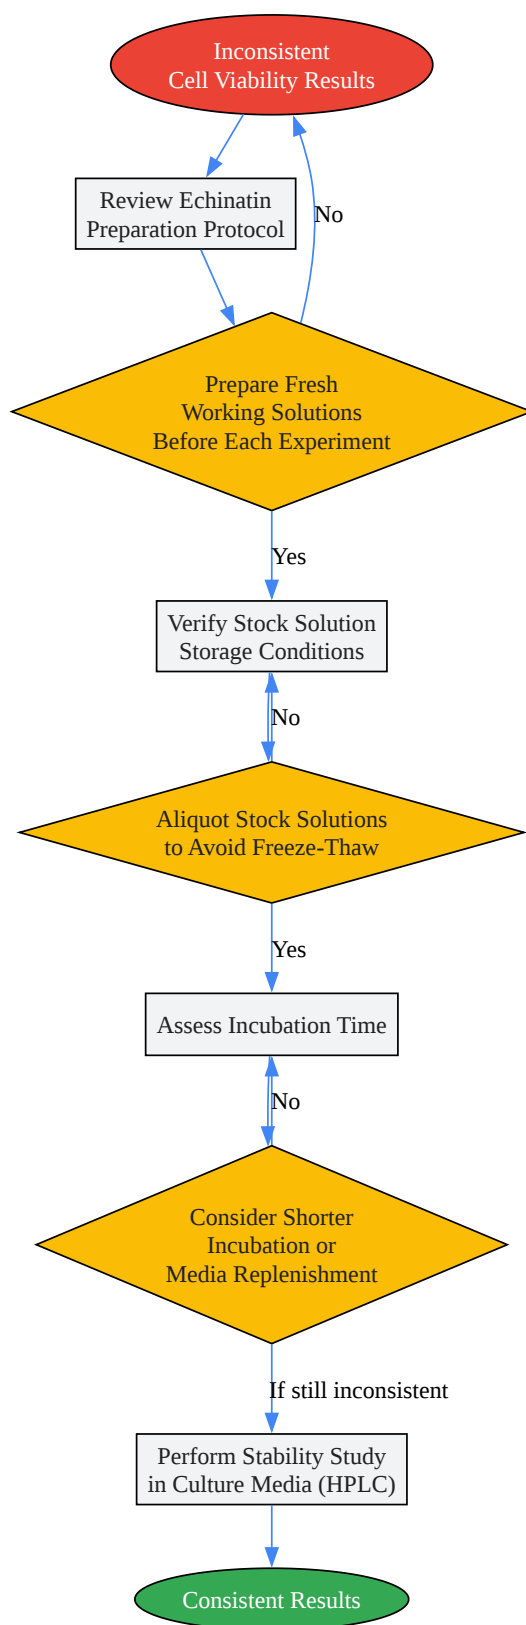 Inconsistent
Cell Viability Results
Review Echinatin
Preparation Protocol
No
Prepare Fresh
Working Solutions
Before Each Experiment
Yes
Verify Stock Solution
Storage Conditions
No
Aliquot Stock Solutions
to Avoid Freeze-Thaw
Yes
Assess Incubation Time
No
Consider Shorter
Incubation or
Media Replenishment
If still inconsistent
Perform Stability Study
in Culture Media (HPLC)
Consistent Results